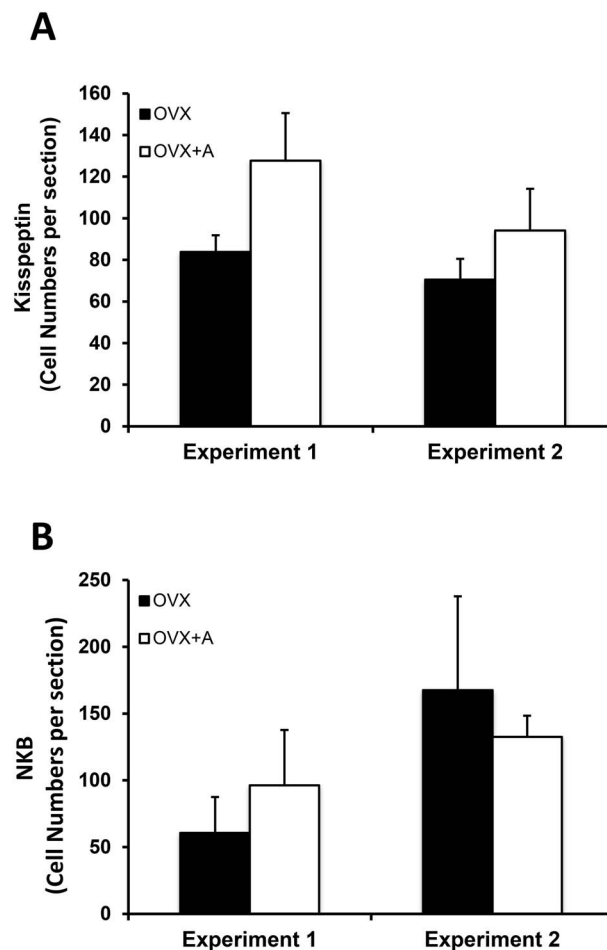 A
160
140
120
100
80
60
40
20
0
Kisspeptin
(Cell Numbers per section)
OVX
OVX+A
Experiment 1 Experiment 2
B
250
200
150
100
50
0
NKB
(Cell Numbers per section)
OVX
OVX+A
Experiment 1 Experiment 2